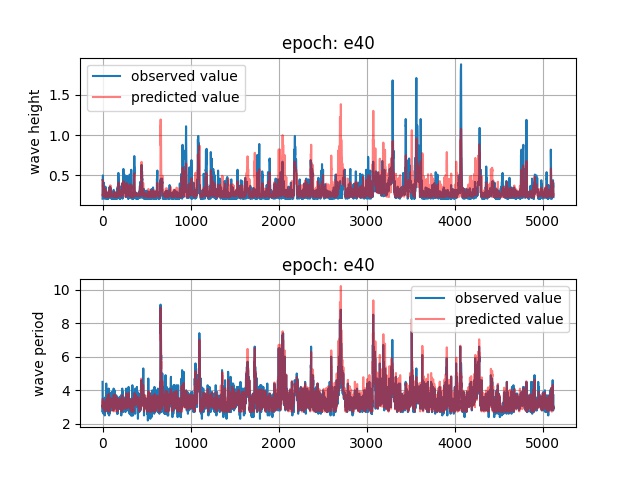 epoch: e40
observed value
predicted value
wave height
1.5
1.0
0.5
0 1000 2000 3000 4000 5000
epoch: e40
observed value
predicted value
wave period
10
8
6
4
2
0 1000 2000 3000 4000 5000